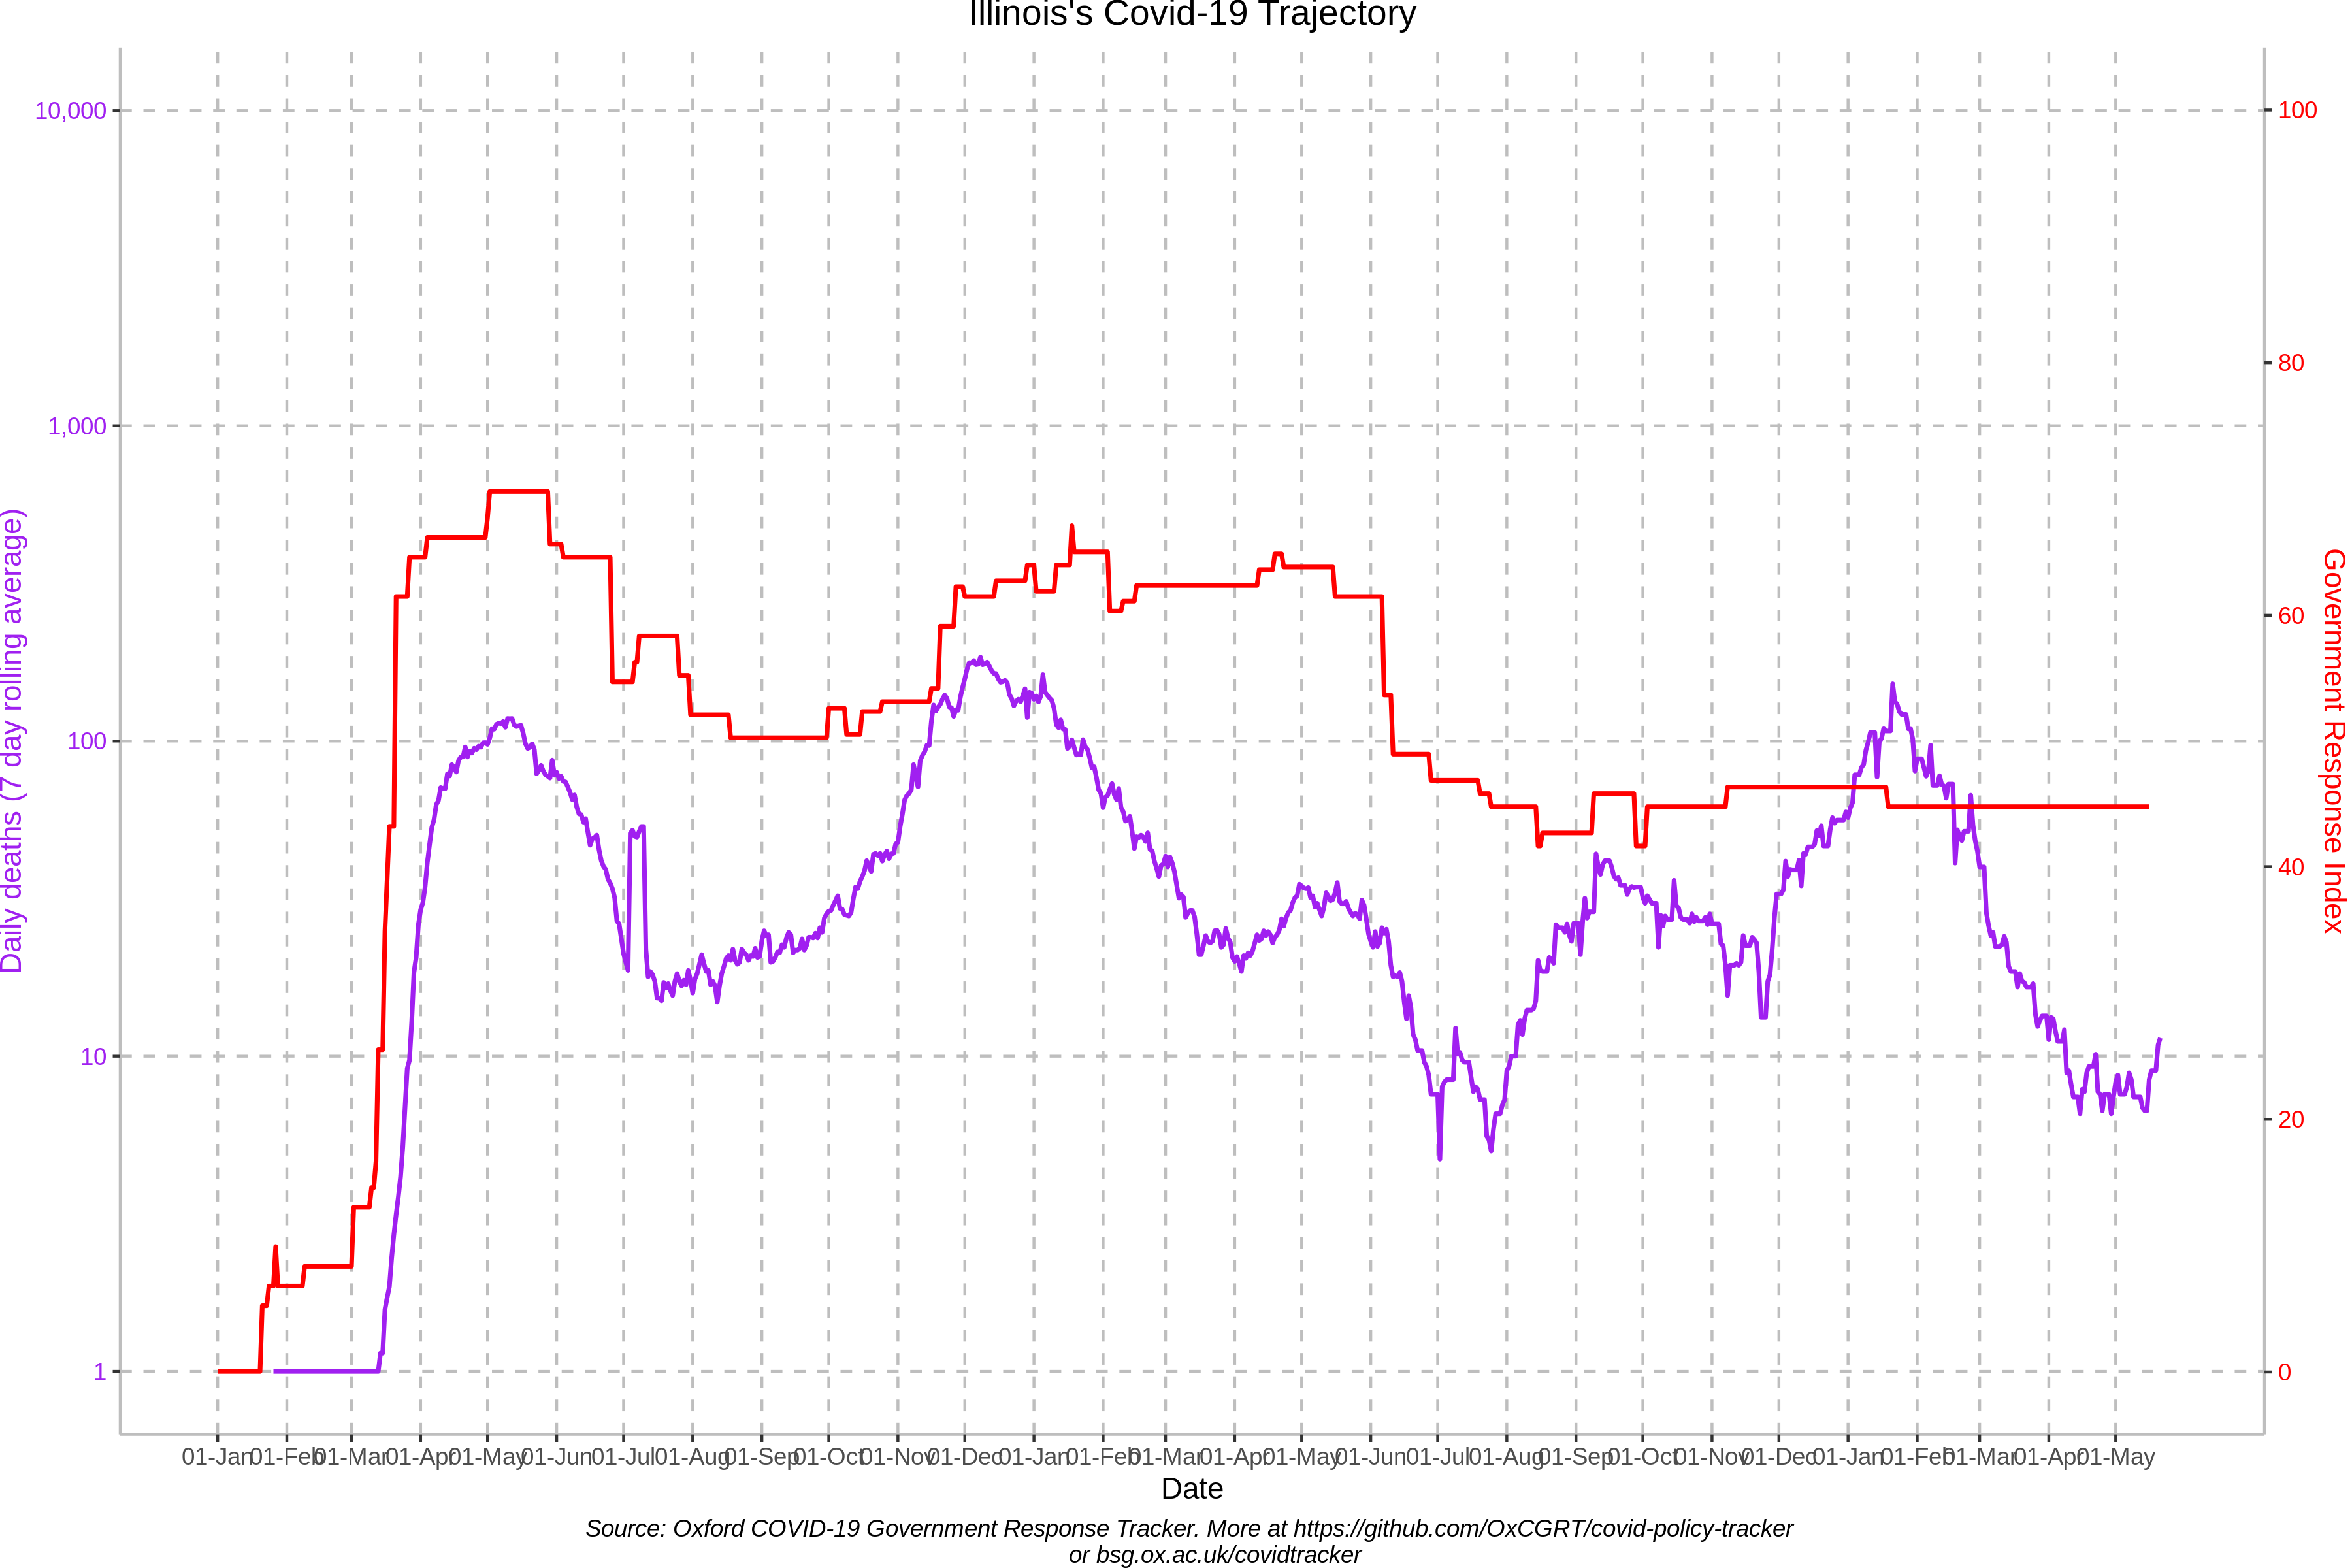 Illinois's Covid-19 Trajectory
10,000
1,000
100
10
1
Daily deaths (7 day rolling average)
100
80
60
40
20
0
Government Response Index
01-Jan
01-Feb
01-Mar
01-Apr
01-May
01-Jun
01-Jul
01-Aug
01-Sep
01-Oct
01-Nov
01-Dec
01-Jan
01-Feb
01-Mar
01-Apr
01-May
01-Jun
01-Jul
01-Aug
01-Sep
01-Oct
01-Nov
01-Dec
01-Jan
01-Feb
01-Mar
01-Apr
01-May
Date
Source: Oxford COVID-19 Government Response Tracker. More at https://github.com/OxCGRT/covid-policy-tracker
or bsg.ox.ac.uk/covidtracker